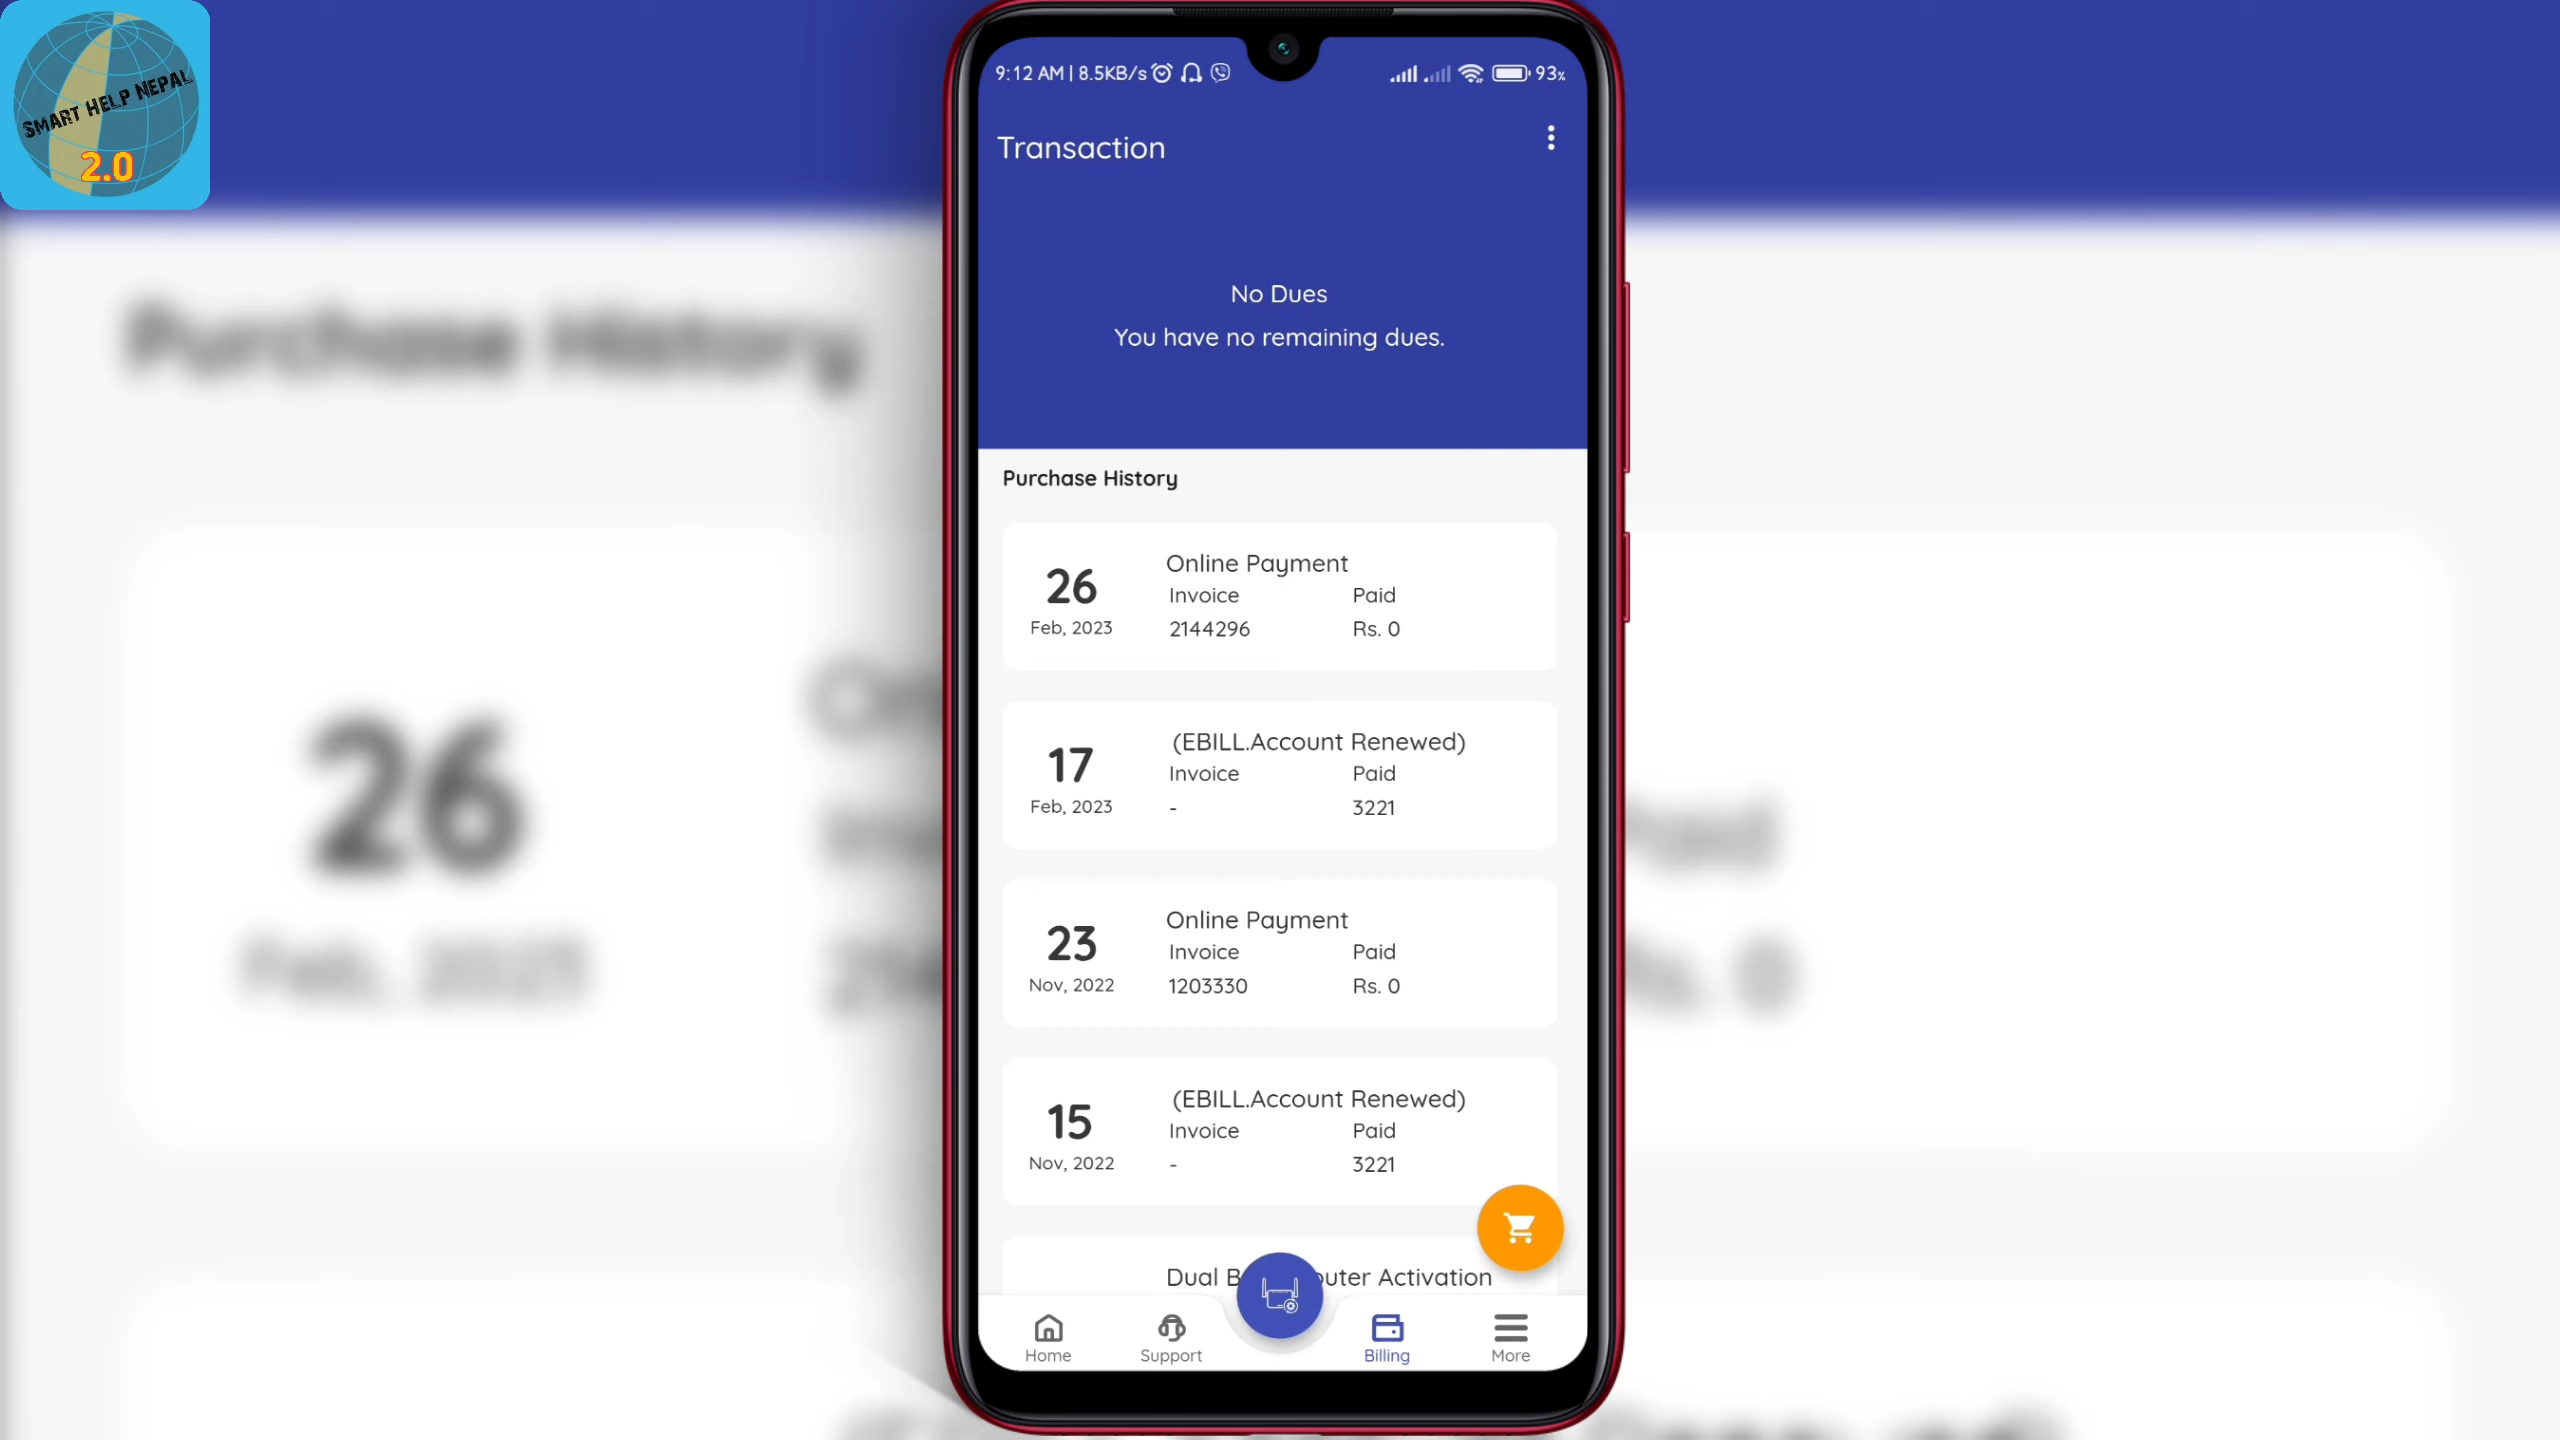 SMART HELP NEPAL
2.0
9:12 AM | 8.5KB/s
93%
Transaction
No Dues
You have no remaining dues.
Purchase History
26
Feb, 2023
Online Payment
Invoice Paid
2144296 Rs. 0
17
Feb, 2023
(EBILL.Account Renewed)
Invoice Paid
- 3221
23
Nov, 2022
Online Payment
Invoice Paid
1203330 Rs. 0
15
Nov, 2022
(EBILL.Account Renewed)
Invoice Paid
- 3221
Dual B outer Activation
Home Support Billing More
Purchase History
26
Feb, 2023
Paid
Rs. 0